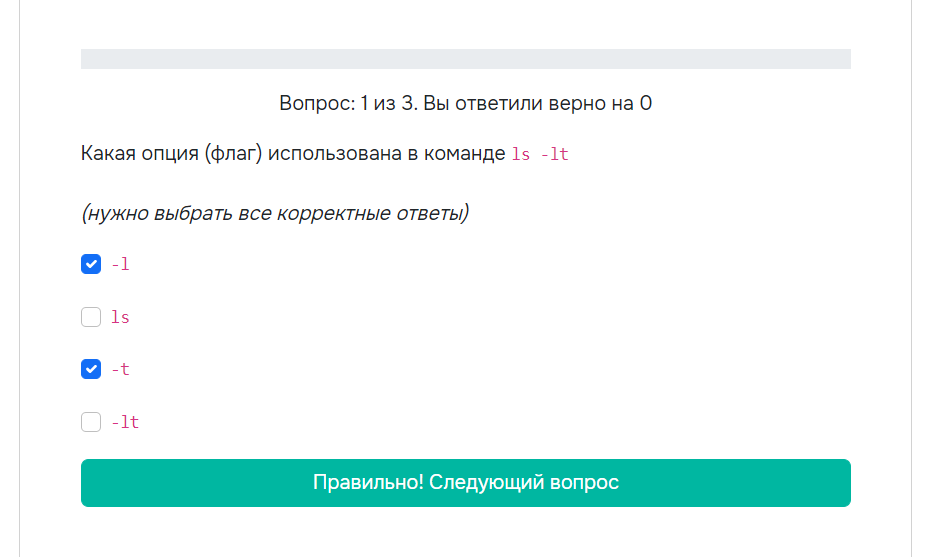 Вопрос: 1 из 3. Вы ответили верно на 0
Какая опция (флаг) использована в команде ls -lt
(нужно выбрать все корректные ответы)
-l
ls
-t
-lt
Правильно! Следующий вопрос